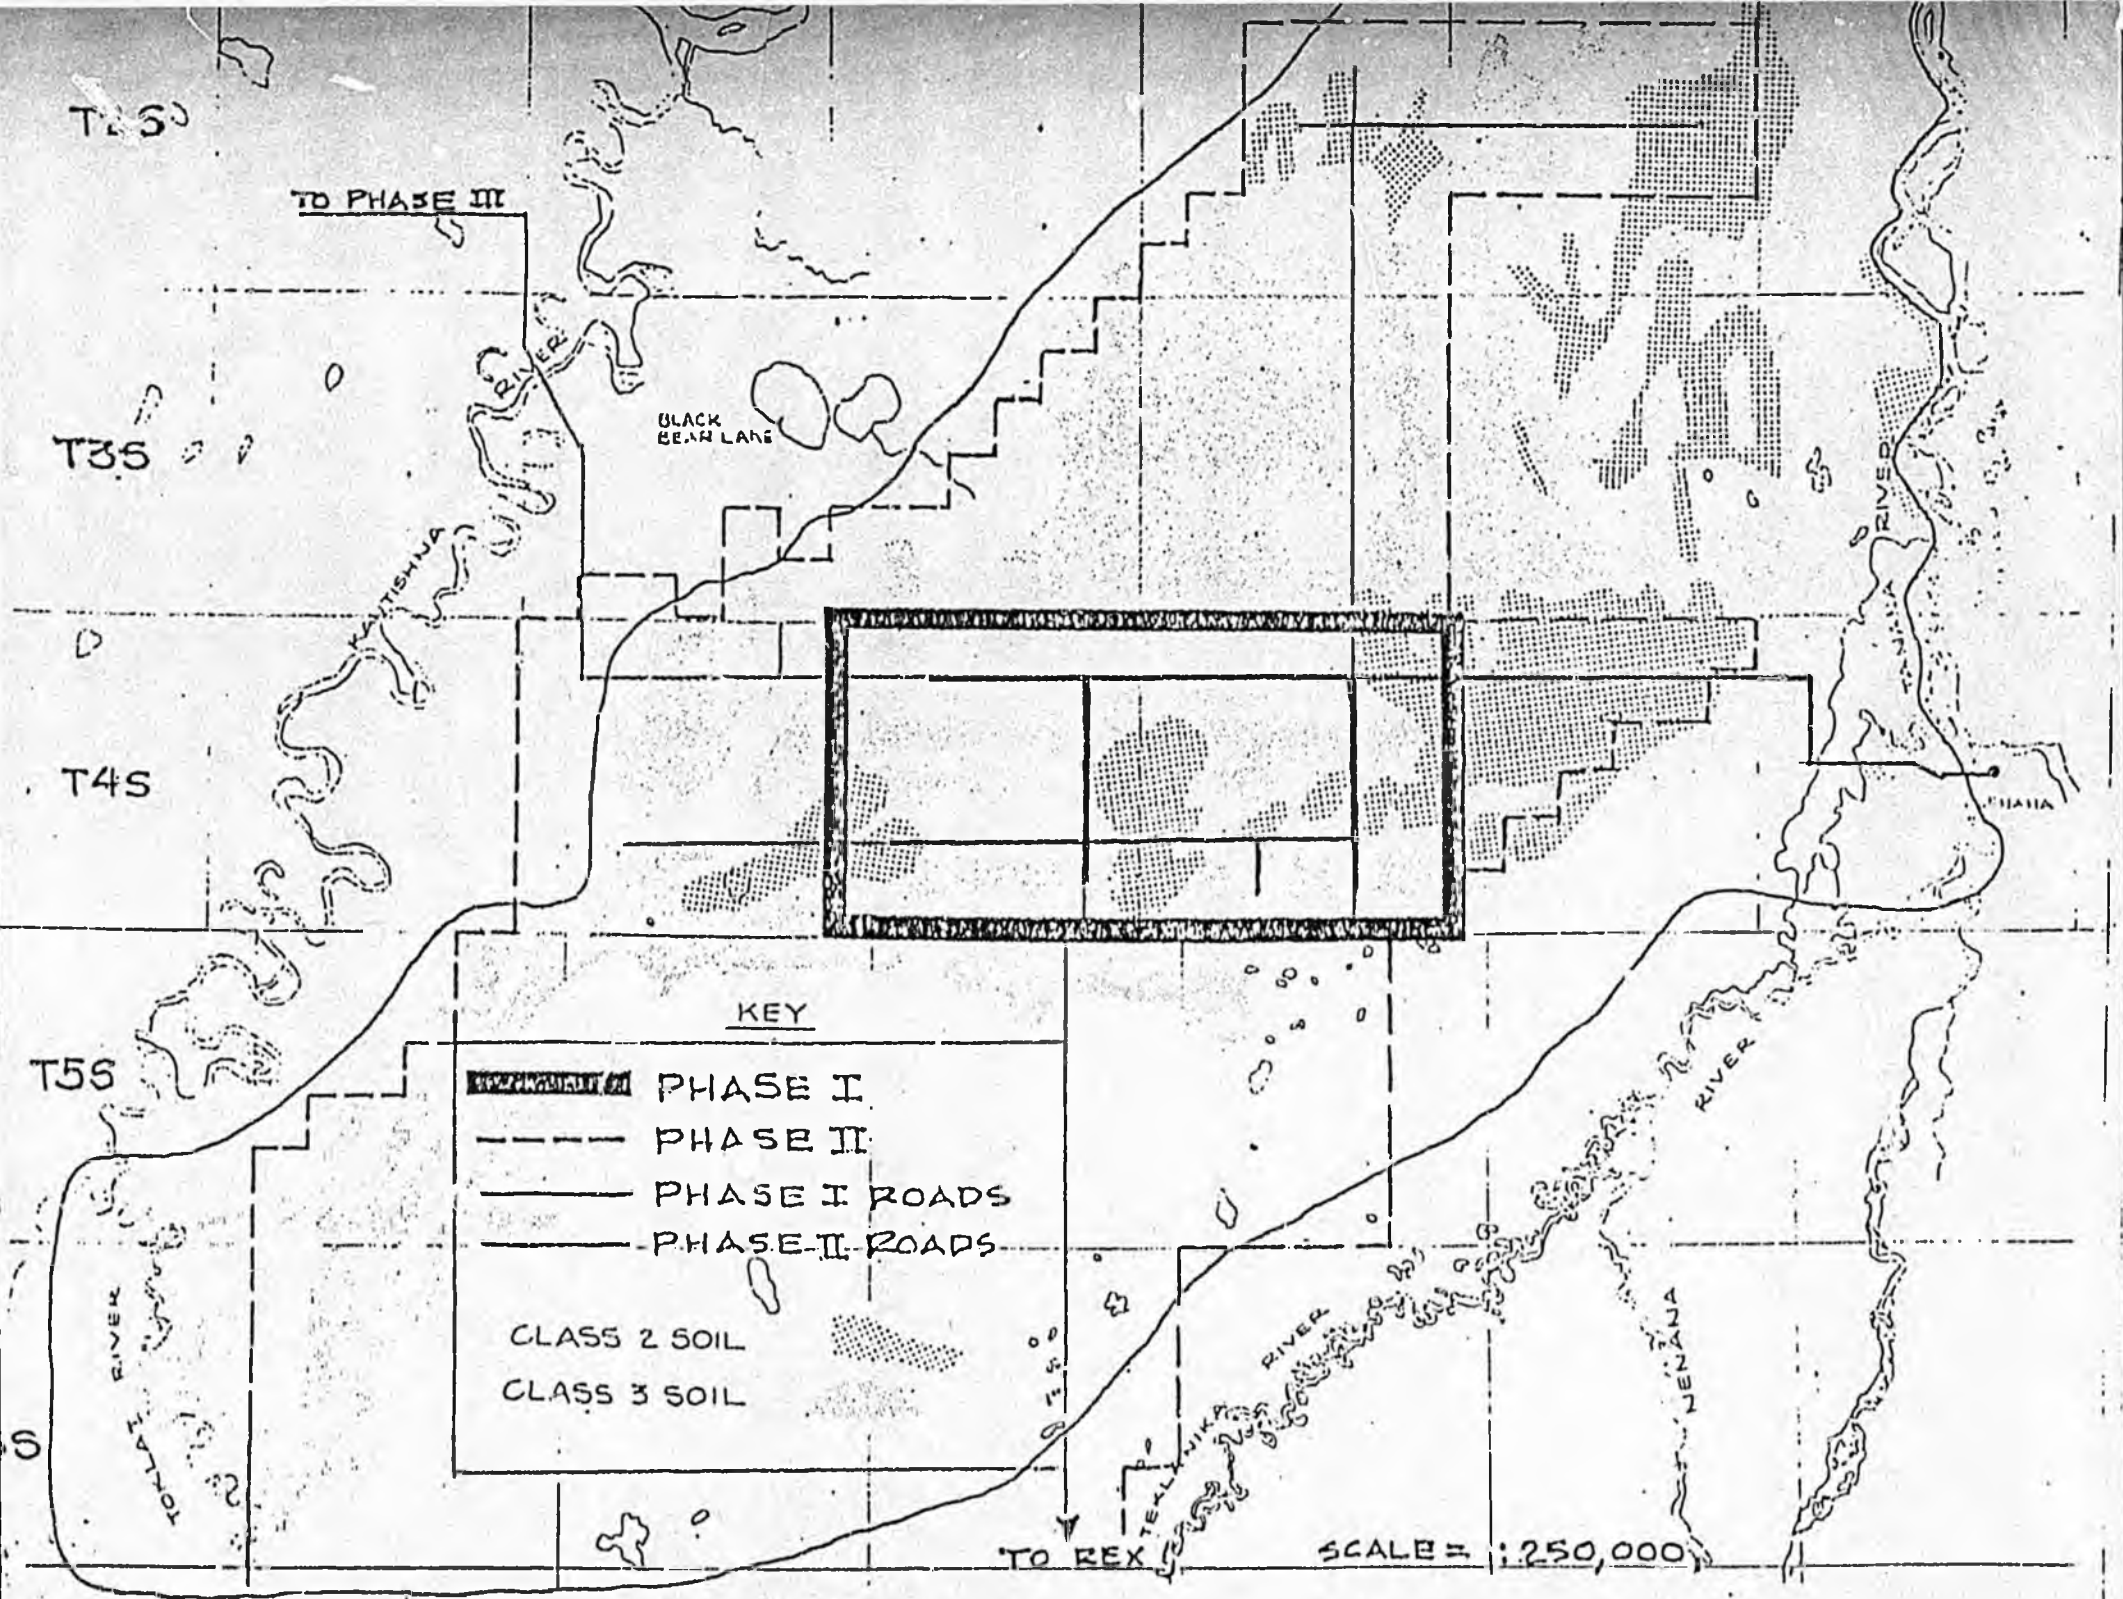 TO PHASE III
RIVER
BLACK
BEAR LAKE
T3S
RIVER
KANTISHNA
NENANA
T4S
KEY
PHASE I
PHASE II
PHASE I ROADS
PHASE II ROADS
CLASS 2 SOIL
CLASS 3 SOIL
T5S
RIVER
RIVER
TOKLAT
RIVER
TEKLANIKA
NENANA
S
TO REX
SCALE = 1:250,000